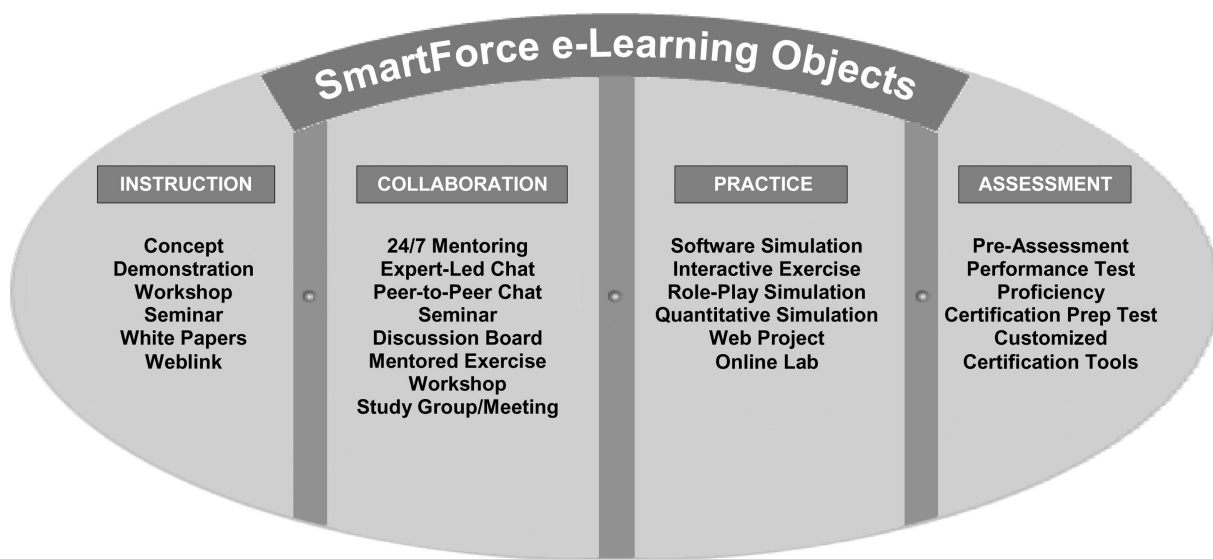 SmartForce e-Learning Objects
INSTRUCTION
Concept
Demonstration
Workshop
Seminar
White Papers
Weblink
COLLABORATION
24/7 Mentoring
Expert-Led Chat
Peer-to-Peer Chat
Seminar
Discussion Board
Mentored Exercise
Workshop
Study Group/Meeting
PRACTICE
Software Simulation
Interactive Exercise
Role-Play Simulation
Quantitative Simulation
Web Project
Online Lab
ASSESSMENT
Pre-Assessment
Performance Test
Proficiency
Certification Prep Test
Customized
Certification Tools